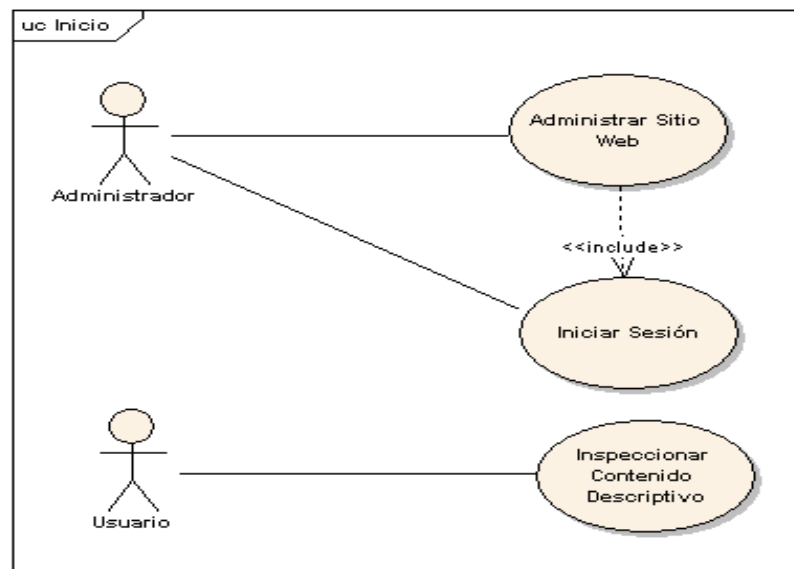 uc Inicio
Administrador
Administrar Sitio
Web
<<include>>
Iniciar Sesión
Usuario
Inspeccionar
Contenido
Descriptivo